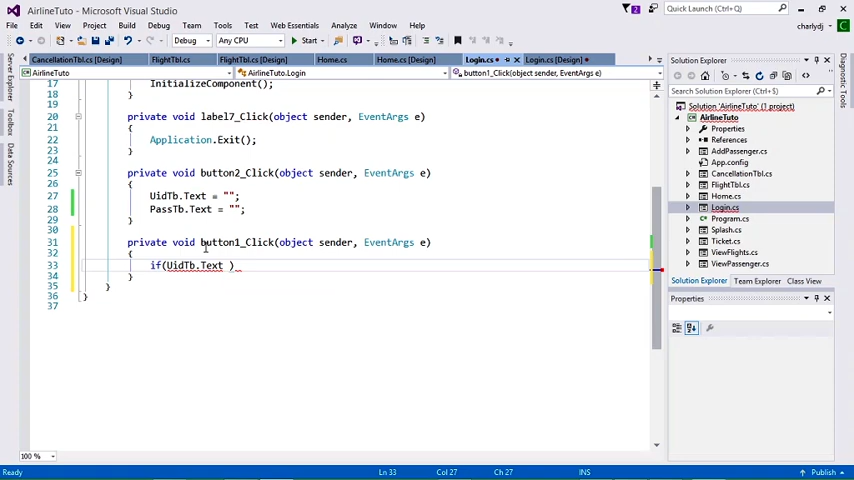 AirlineTuto - Microsoft Visual Studio
Quick Launch (Ctrl+Q)
File Edit View Project Build Debug Team Tools Test Web Essentials Analyze Window Help
charlydj
Debug Any CPU Start
CancellationTbl.cs [Design] FlightTbl.cs FlightTbl.cs [Design] Home.cs Home.cs [Design] Login.cs Login.cs [Design]
AirlineTuto AirlineTuto.Login button1_Click(object sender, EventArgs e)
Server Explorer
Toolbox
Data Sources
17 InitializeComponent();
18 }
19
20 private void label7_Click(object sender, EventArgs e)
21 {
22 Application.Exit();
23 }
24
25 private void button2_Click(object sender, EventArgs e)
26 {
27 UidTb.Text = "";
28 PassTb.Text = "";
29 }
30
31 private void button1_Click(object sender, EventArgs e)
32 {
33 if(UidTb.Text )
34 }
35 }
36 }
37
100 %
Solution Explorer
Search Solution Explorer (Ctrl+$)
Solution 'AirlineTuto' (1 project)
AirlineTuto
Properties
References
AddPassenger.cs
App.config
CancellationTbl.cs
FlightTbl.cs
Home.cs
Login.cs
Program.cs
Splash.cs
Ticket.cs
ViewFlights.cs
ViewPassenger.cs
Solution Explorer Team Explorer Class View
Properties
Diagnostic Tools
Ready Ln 33 Col 27 Ch 27 INS Publish